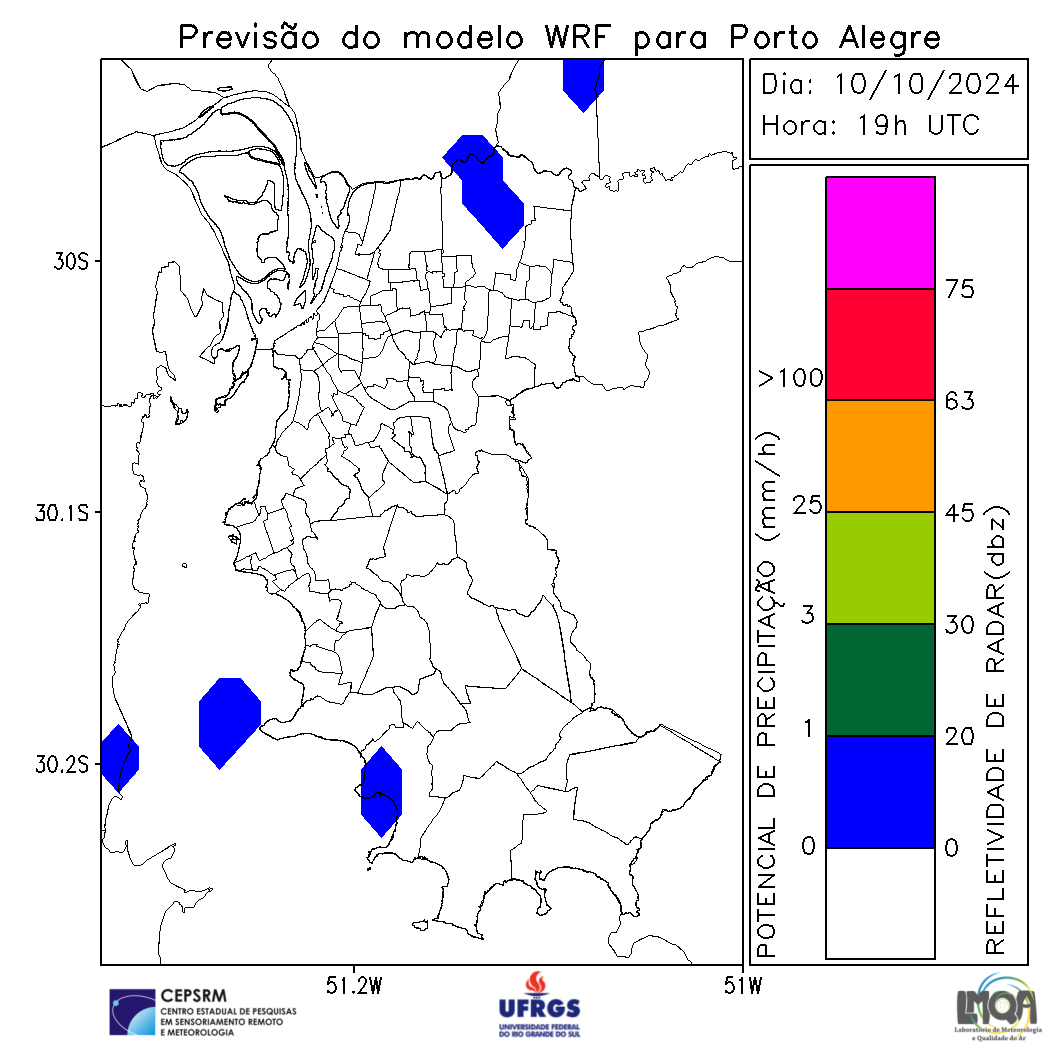 Previsão do modelo WRF para Porto Alegre
Dia: 10/10/2024
Hora: 19h UTC
30S
30.1S
30.2S
51.2W
51W
POTENCIAL DE PRECIPITAÇÃO (mm/h)
>100
25
3
1
0
75
63
45
30
20
0
REFLETIVIDADE DE RADAR(dbz)
CEPSRM
CENTRO ESTADUAL DE PESQUISAS
EM SENSORIAMENTO REMOTO
E METEOROLOGIA
UFRGS
UNIVERSIDADE FEDERAL
DO RIO GRANDE DO SUL
LMQA
Laboratório de Meteorologia
e Qualidade do Ar